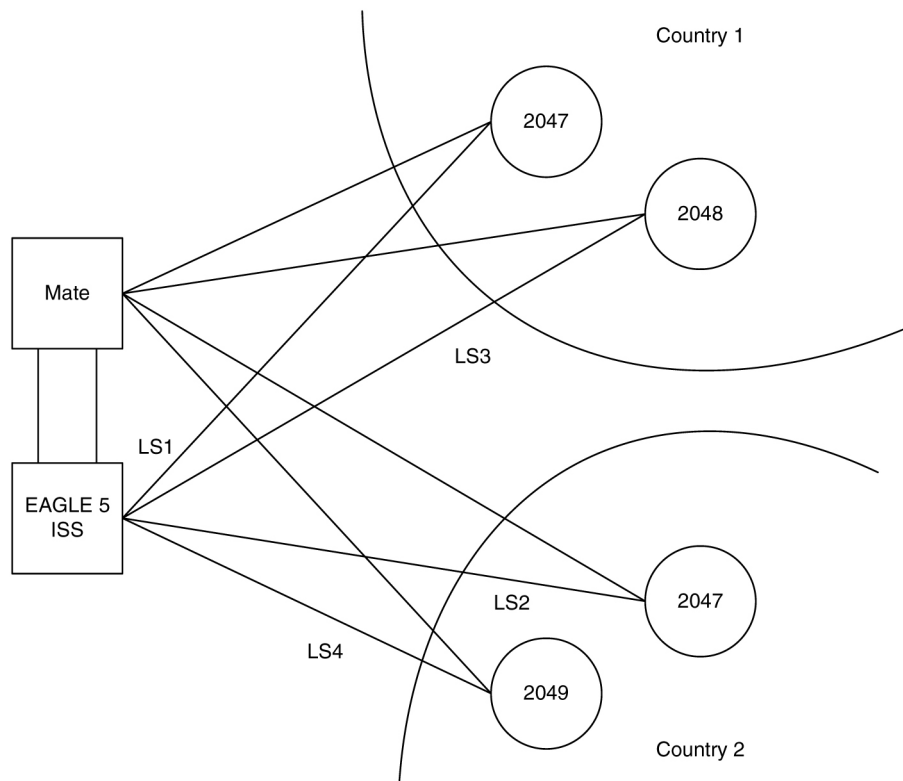 Country 1
2047
2048
Mate
LS3
LS1
EAGLE 5
ISS
LS2
2047
LS4
2049
Country 2